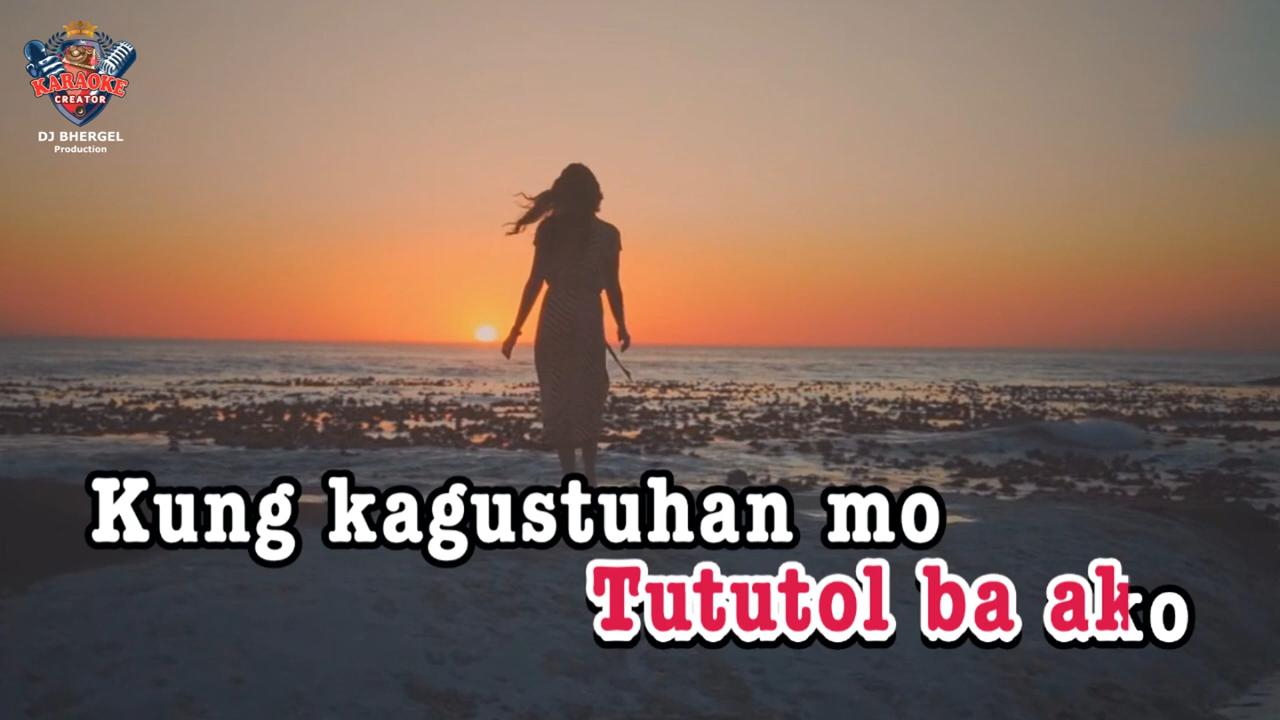 KARAOKE
CREATOR
DJ BHERGEL
Production
Kung kagustuhan mo
Tututol ba ako